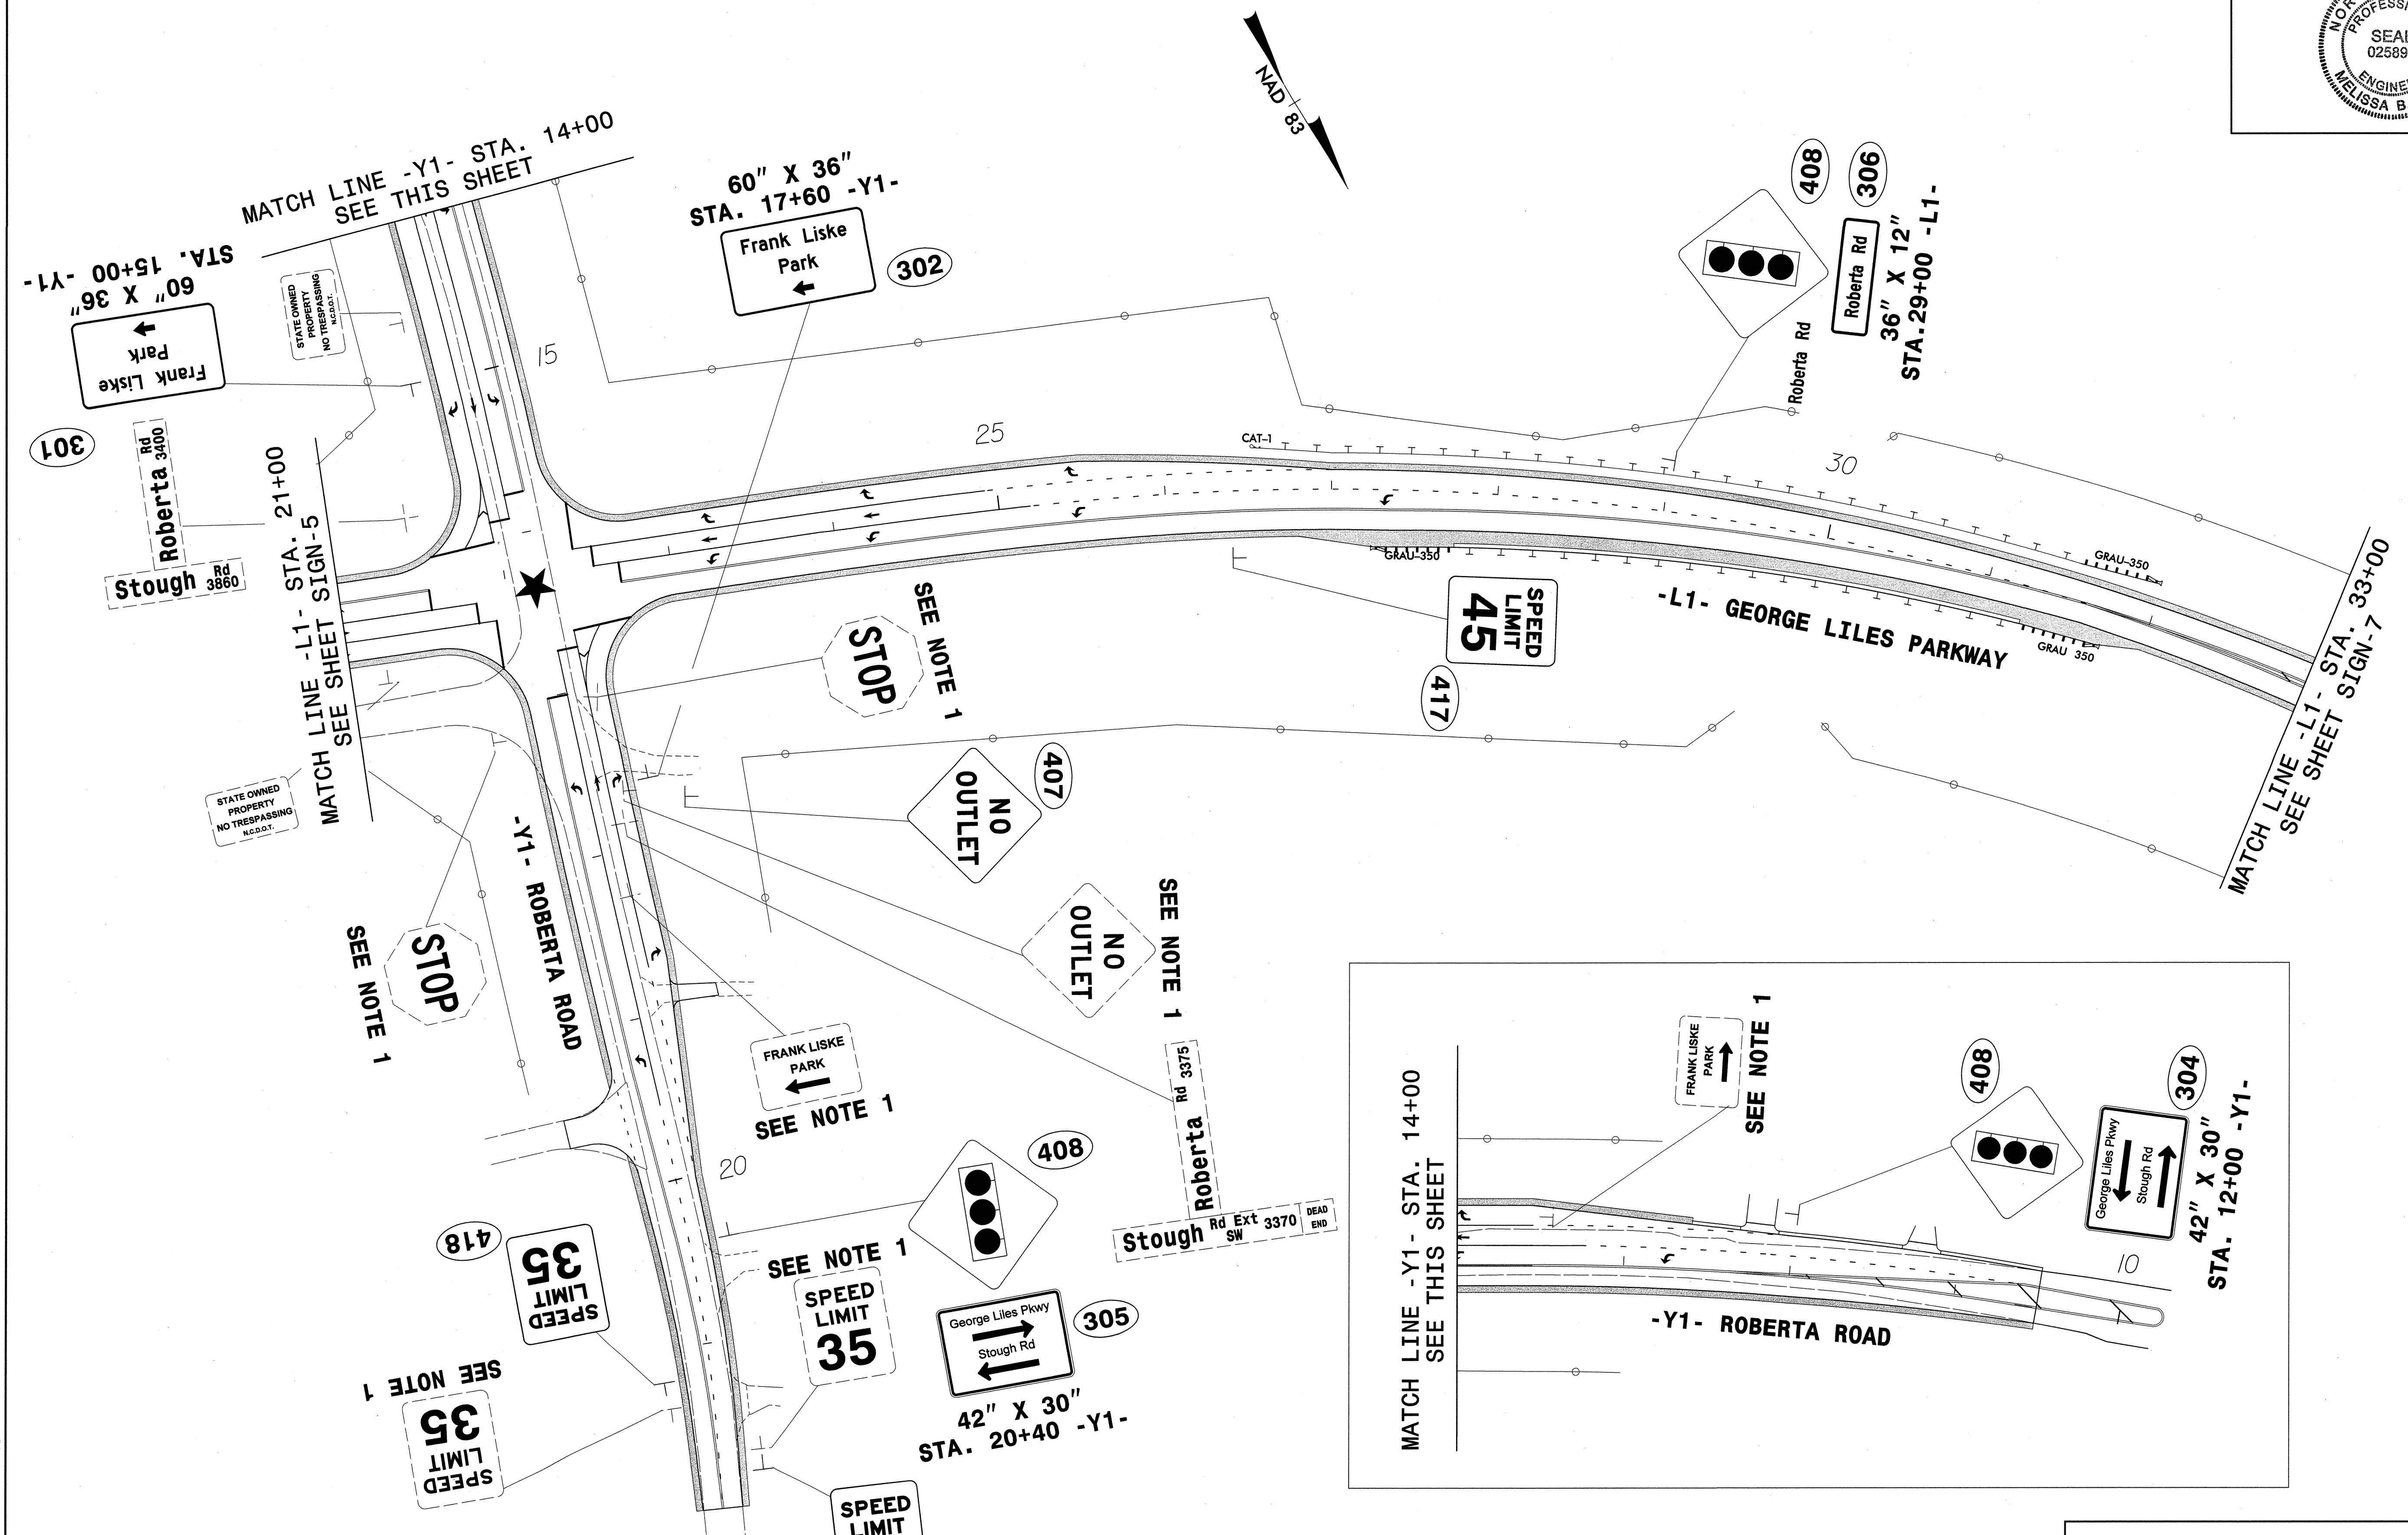 NOR
PROFESS
SEAL
02589
ENGINE
MELISSA B
NAD 83
MATCH LINE -Y1- STA. 14+00
SEE THIS SHEET
60" X 36"
STA. 17+60 -Y1-
Frank Liske
Park
302
STA. 15+00 -Y1-
60" X 36"
Frank Liske
Park
301
STATE OWNED
PROPERTY
NO TRESPASSING
N.C.D.O.T.
15
408
306
Roberta Rd
36" X 12"
STA.29+00 -L1-
Roberta Rd
Roberta Rd 3400
Stough Rd 3860
MATCH LINE -L1- STA. 21+00
SEE SHEET SIGN-5
25
CAT-1
30
GRAU-350
GRAU-350
GRAU 350
SPEED
LIMIT
45
417
-L1- GEORGE LILES PARKWAY
MATCH LINE -L1- STA. 33+00
SEE SHEET SIGN-7
STOP
SEE NOTE 1
STATE OWNED
PROPERTY
NO TRESPASSING
N.C.D.O.T.
NO
OUTLET
407
NO
OUTLET
SEE NOTE 1
-Y1- ROBERTA ROAD
STOP
SEE NOTE 1
FRANK LISKE
PARK
SEE NOTE 1
Roberta Rd 3375
Stough Rd Ext SW 3370 DEAD END
20
408
305
George Liles Pkwy
Stough Rd
42" X 30"
STA. 20+40 -Y1-
418
SPEED
LIMIT
35
SEE NOTE 1
SPEED
LIMIT
35
SEE NOTE 1
SPEED
LIMIT
35
SPEED
LIMIT
MATCH LINE -Y1- STA. 14+00
SEE THIS SHEET
FRANK LISKE
PARK
SEE NOTE 1
408
304
George Liles Pkwy
Stough Rd
42" X 30"
STA. 12+00 -Y1-
10
-Y1- ROBERTA ROAD